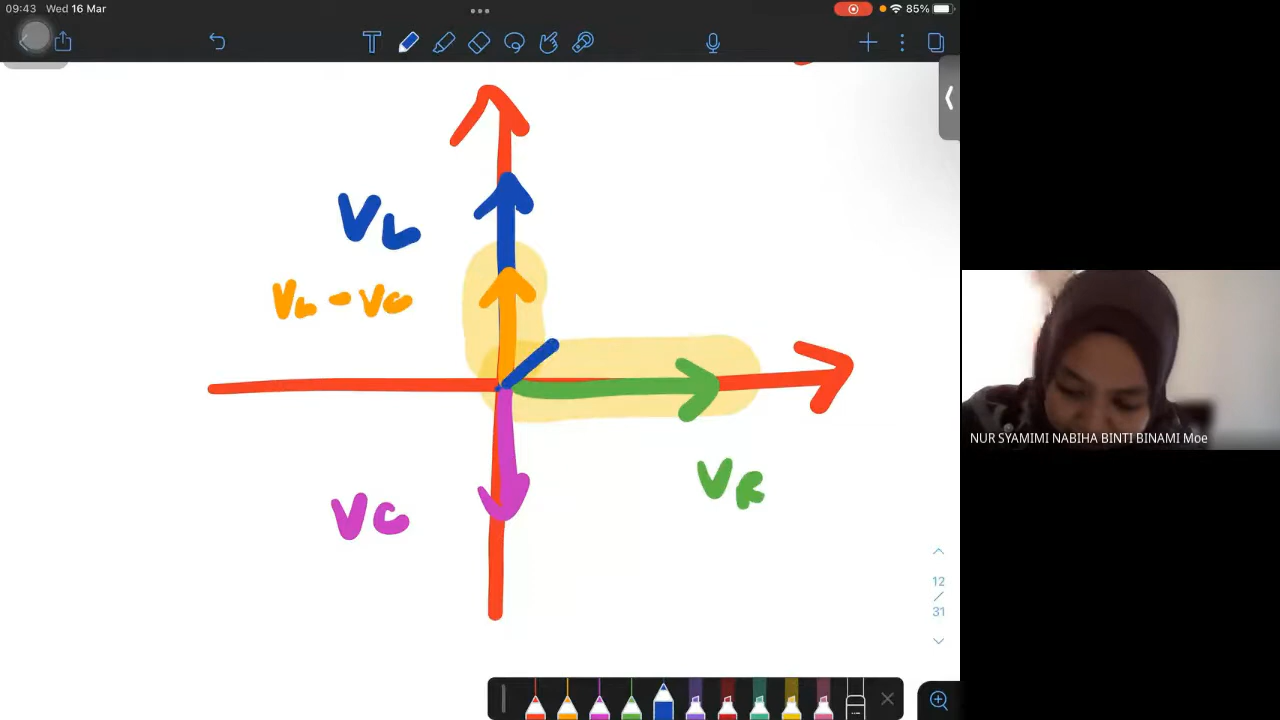 09:43 Wed 16 Mar
85%
T
VL
VL - VC
VC
VR
NUR SYAMIMI NABIHA BINTI BINAMI Moe
12
/
31